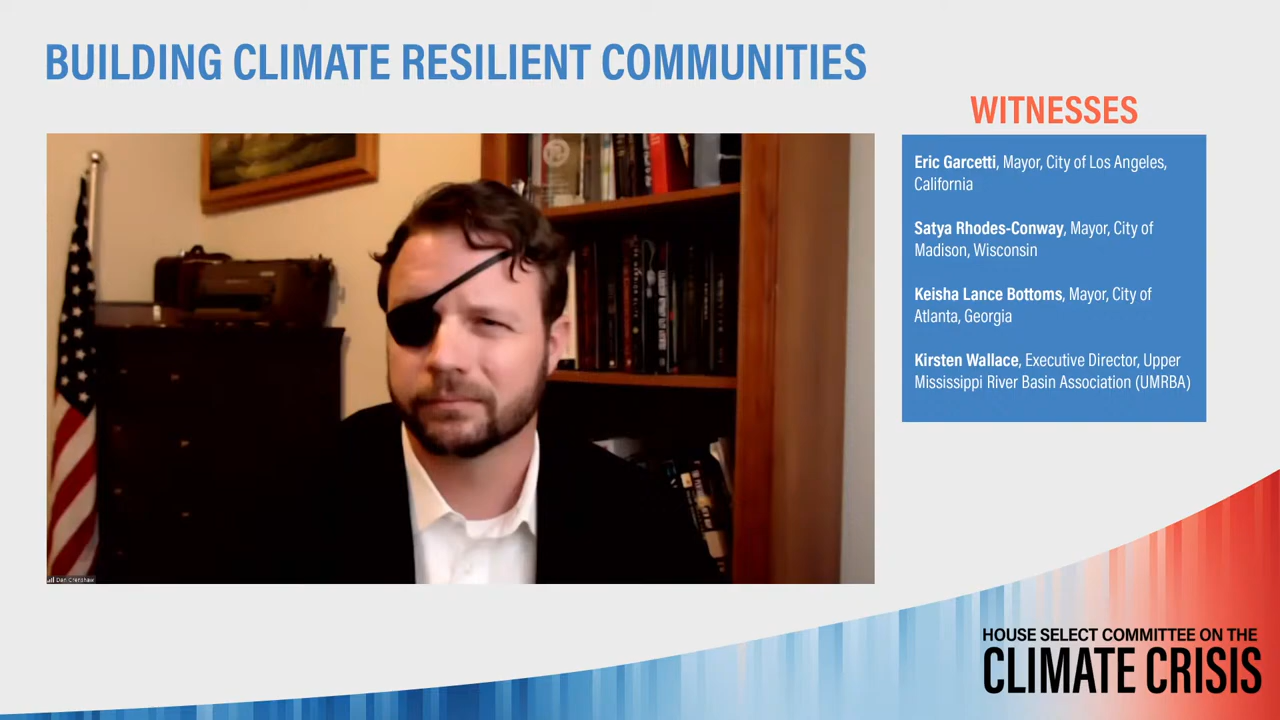 BUILDING CLIMATE RESILIENT COMMUNITIES
WITNESSES
Eric Garcetti, Mayor, City of Los Angeles,
California
Satya Rhodes-Conway, Mayor, City of
Madison, Wisconsin
Keisha Lance Bottoms, Mayor, City of
Atlanta, Georgia
Kirsten Wallace, Executive Director, Upper
Mississippi River Basin Association (UMRBA)
Dan Crenshaw
HOUSE SELECT COMMITTEE ON THE
CLIMATE CRISIS